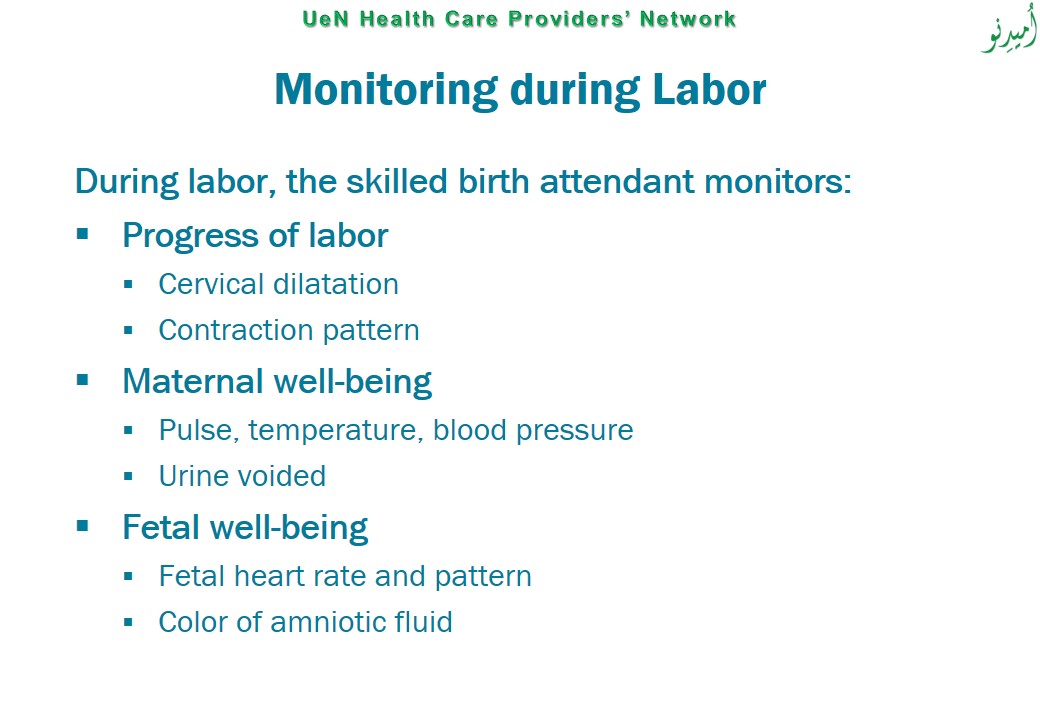 UeN Health Care Providers' Network
اُمیدِنو
Monitoring during Labor
During labor, the skilled birth attendant monitors:
▪ Progress of labor
▪ Cervical dilatation
▪ Contraction pattern
▪ Maternal well-being
▪ Pulse, temperature, blood pressure
▪ Urine voided
▪ Fetal well-being
▪ Fetal heart rate and pattern
▪ Color of amniotic fluid